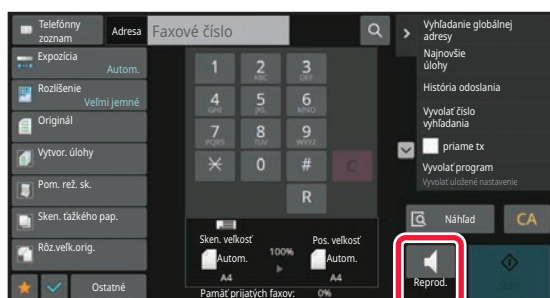 Telefónny
zoznam
Adresa
Faxové číslo
Vyhľadanie globálnej
adresy
Expozícia
Autom.
Najnovšie
úlohy
Rozlíšenie
Veľmi jemné
História odoslania
Originál
Vyvolať číslo
vyhľadania
Vytvor. úlohy
priame tx
Pom. rež. sk.
Vyvolať program
Vyvolať uložené nastavenie
Sken. ťažkého pap.
Rôz.veľk.orig.
Ostatné
1
2
ABC
3
DEF
4
GHI
5
JKL
6
MNO
7
PQRS
8
TUV
9
WXYZ
0
#
C
R
Sken. veľkosť
Autom.
A4
100%
Pos. veľkosť
Autom.
A4
Pamäť prijatých faxov: 0%
Náhľad
CA
Reprod.
Štart